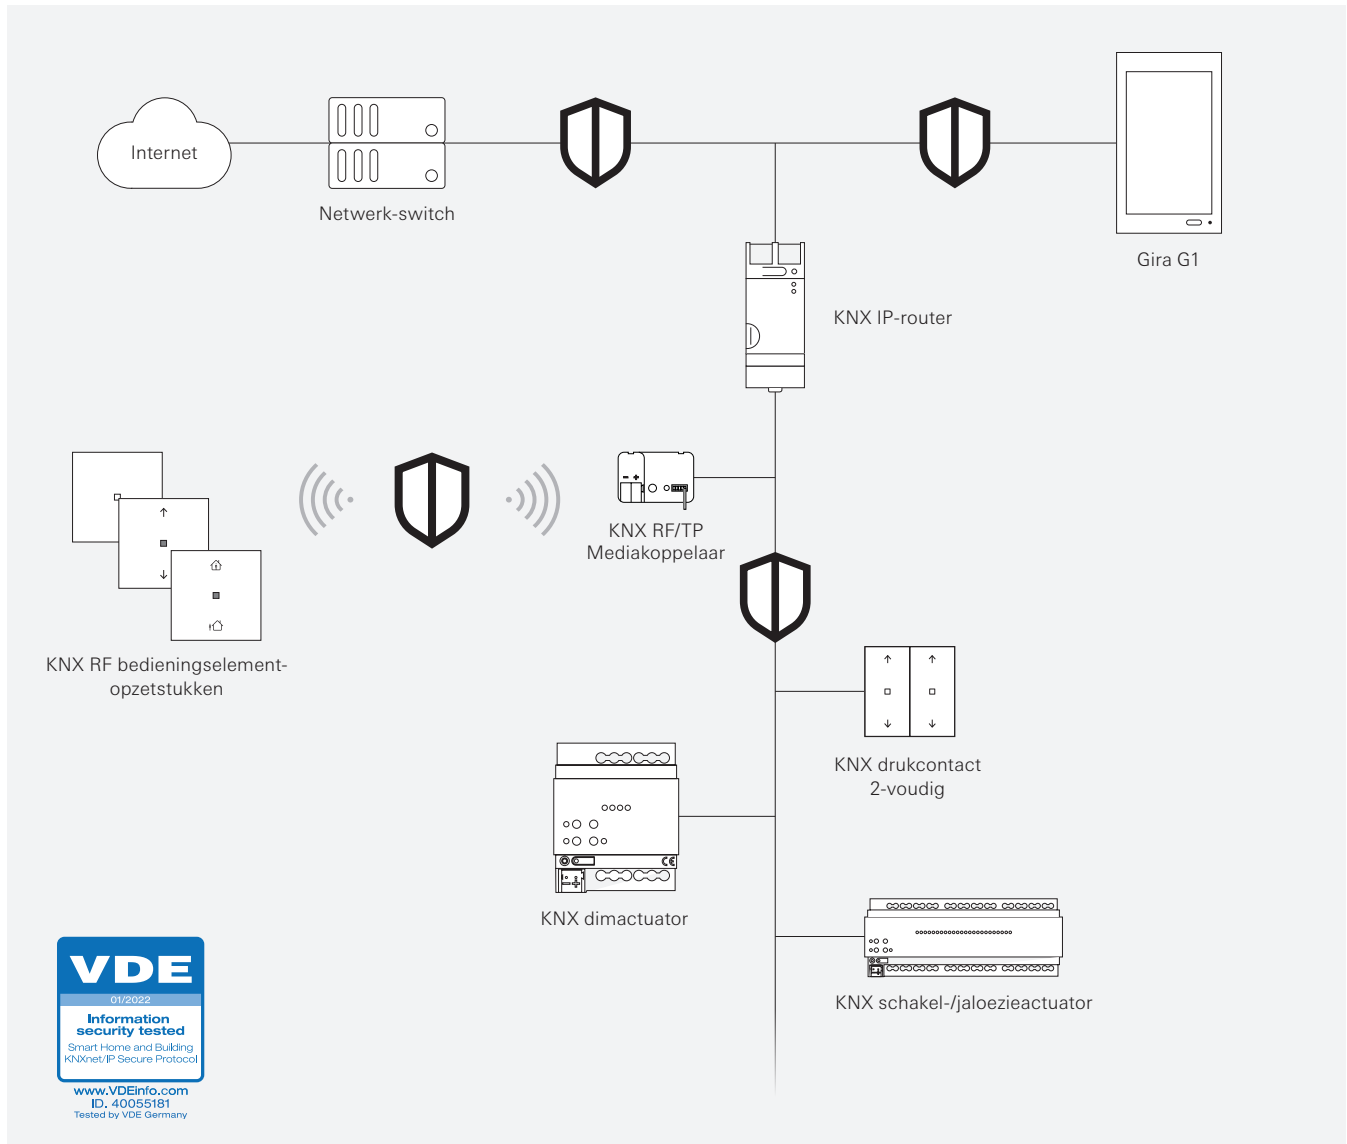 Internet
Netwerk-switch
Gira G1
KNX IP-router
KNX RF/TP
Mediakoppelaar
KNX RF bedieningselement-
opzetstukken
KNX drukcontact
2-voudig
KNX dimactuator
KNX schakel-/jaloezieactuator
VDE
01/2022
Information
security tested
Smart Home and Building
KNXnet/IP Secure Protocol
www.VDEinfo.com
ID. 40055181
Tested by VDE Germany